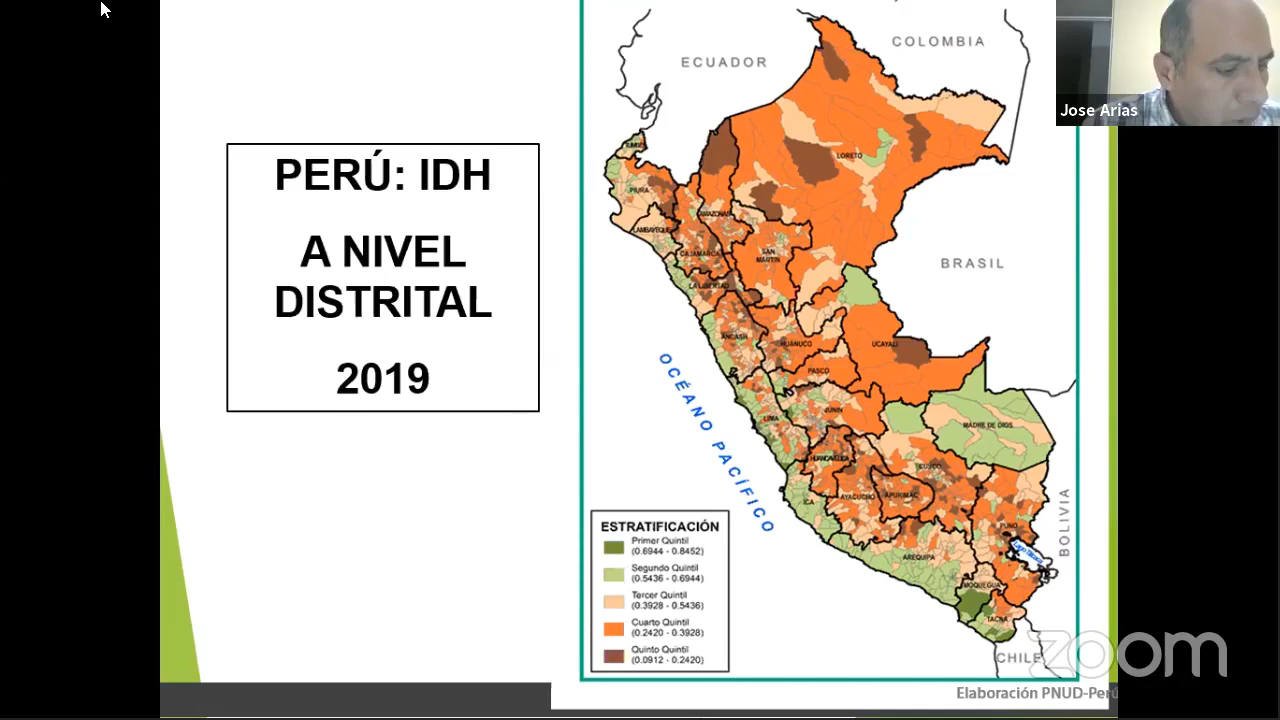 PERÚ: IDH
A NIVEL
DISTRITAL
2019
ECUADOR
COLOMBIA
Jose Arias
TUMBES
LORETO
PIURA
AMAZONAS
LAMBAYEQUE
CAJAMARCA
SAN
MARTIN
BRASIL
LA LIBERTAD
ANCASH
HUÁNUCO
UCAYALI
PASCO
OCÉANO PACÍFICO
LIMA
JUNIN
MADRE DE DIOS
HUANCAVELICA
CUSCO
ICA
AYACUCHO
APURIMAC
PUNO
BOLIVIA
AREQUIPA
MOQUEGUA
TACNA
CHILE
ESTRATIFICACIÓN
Primer Quintil
(0.6944 - 0.8452)
Segundo Quintil
(0.5436 - 0.6944)
Tercer Quintil
(0.3928 - 0.5436)
Cuarto Quintil
(0.2420 - 0.3928)
Quinto Quintil
(0.0912 - 0.2420)
zoom
Elaboración PNUD-Perú